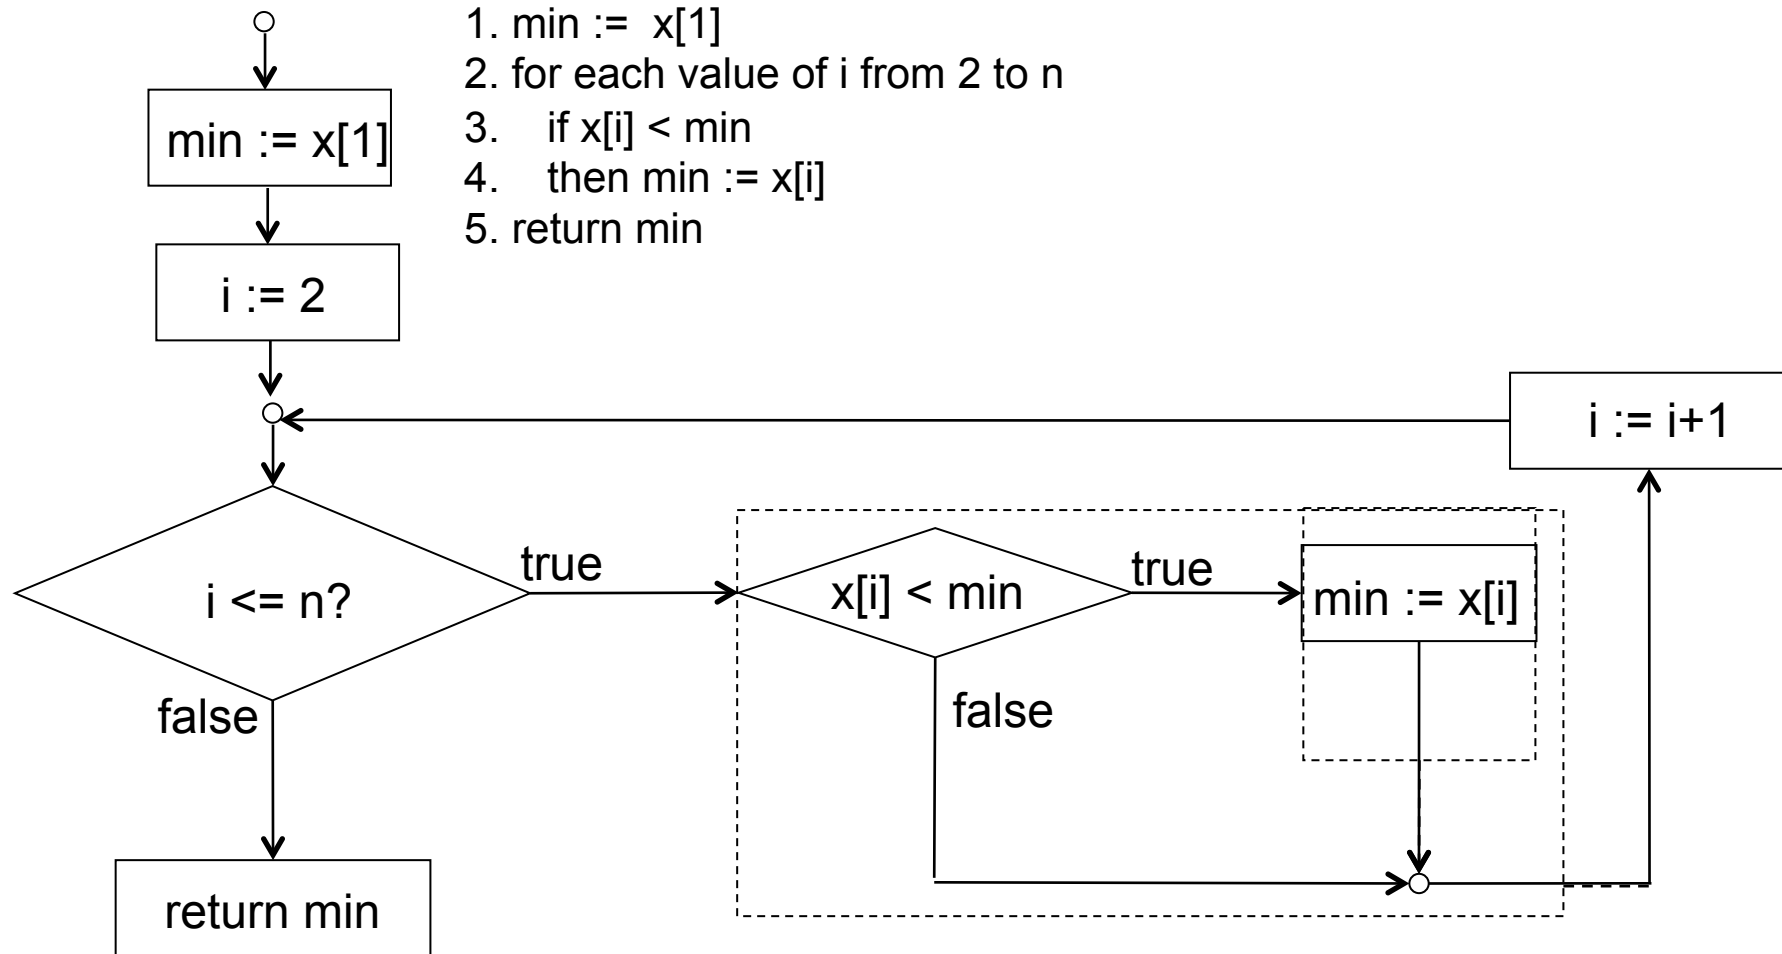 1. min :=  x[1]
2. for each value of i from 2 to n
3.    if x[i] < min
4.    then min := x[i]
5. return min
min := x[1]
i := 2
i := i+1
i <= n?
true
x[i] < min
true
min := x[i]
false
false
return min